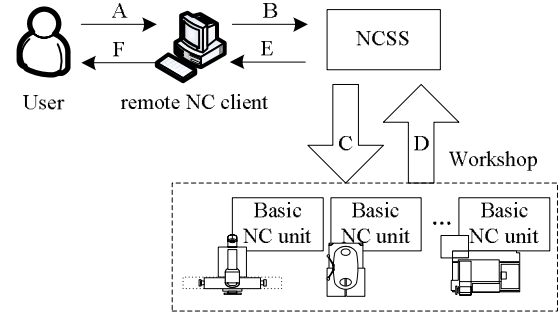 A
B
NCSS
F
E
User
remote NC client
C
D
Workshop
Basic
NC unit
Basic
NC unit
...
Basic
NC unit